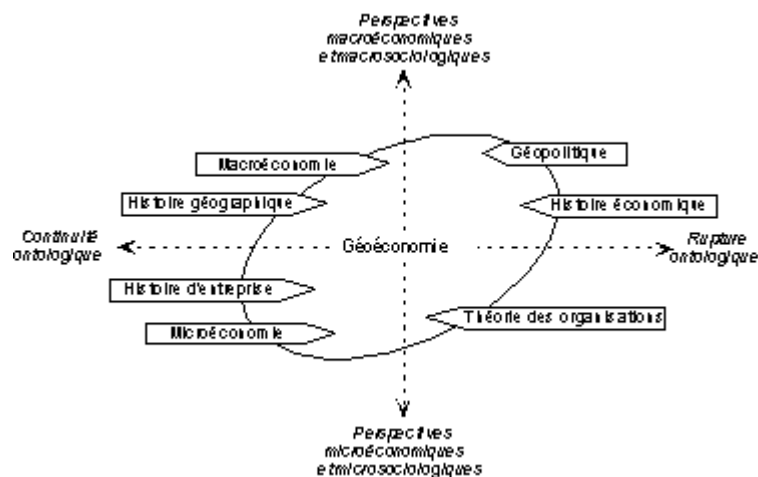 Perspectives
macroéconomiques
et macrosociologiques
Macroéconomie
Géopolitique
Histoire géographique
Histoire économique
Continuité
ontologique
Géoéconomie
Rupture
ontologique
Histoire d'entreprise
Théorie des organisations
Microéconomie
Perspectives
microéconomiques
et microsociologiques